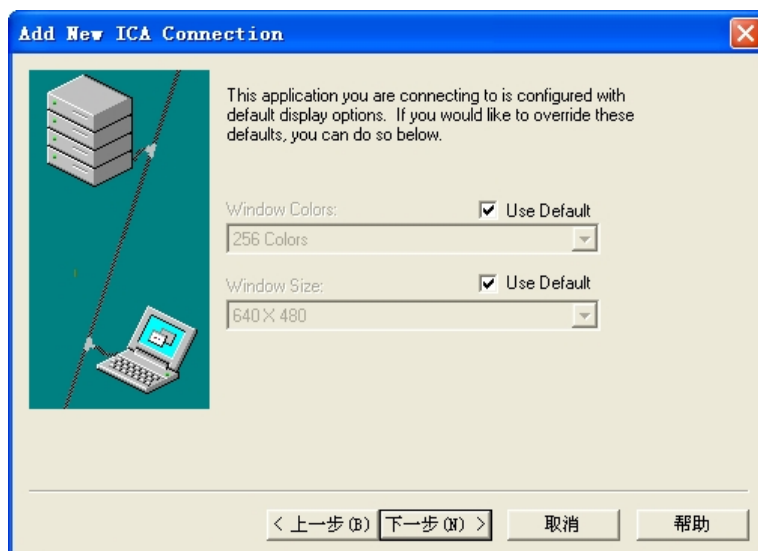 Add New ICA Connection
This application you are connecting to is configured with
default display options. If you would like to override these
defaults, you can do so below.
Window Colors:
Use Default
256 Colors
Window Size:
Use Default
640 X 480
< 上一步(B)
下一步(N) >
取消
帮助